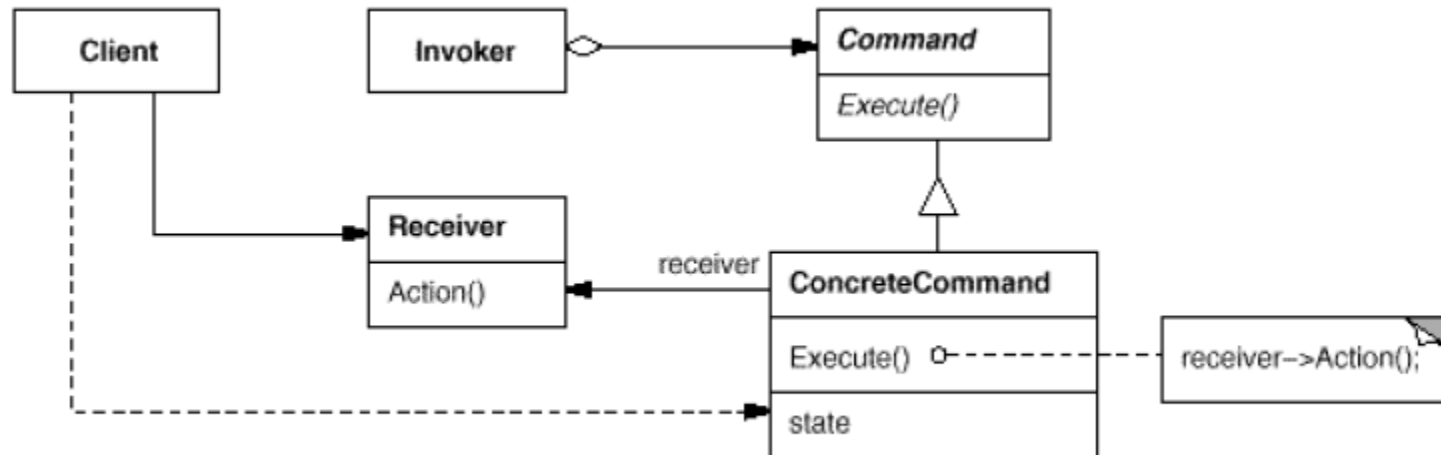 Client
Invoker
Command
Execute()
Receiver
Action()
receiver
ConcreteCommand
Execute()
receiver->Action();
state